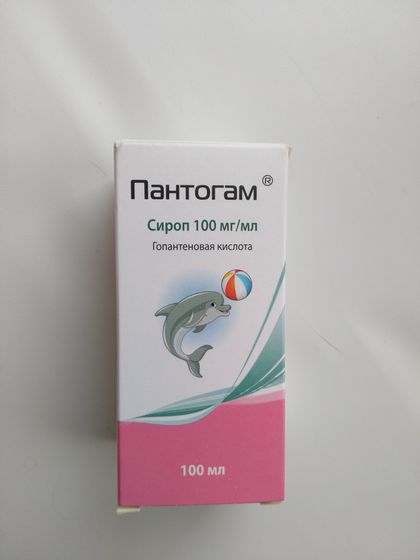 Пантогам®
Сироп 100 мг/мл
Гопантеновая кислота
100 мл